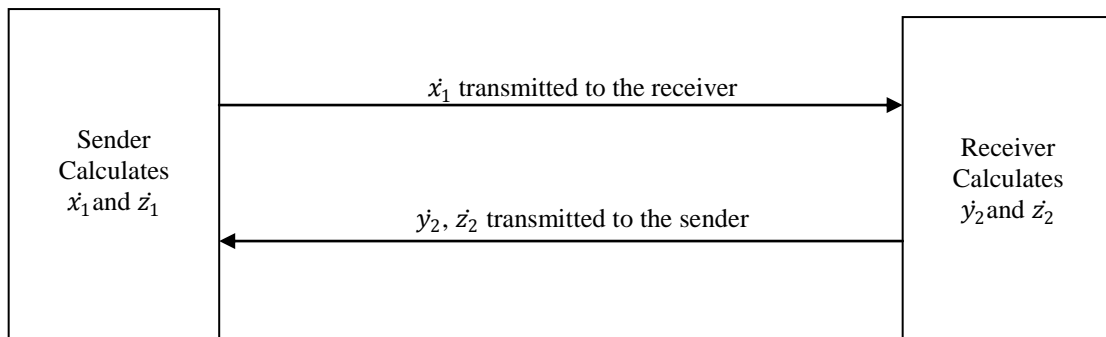 Sender
Calculates
ẋ₁ and ż₁
ẋ₁ transmitted to the receiver
ẏ₂, ż₂ transmitted to the sender
Receiver
Calculates
ẏ₂ and ż₂